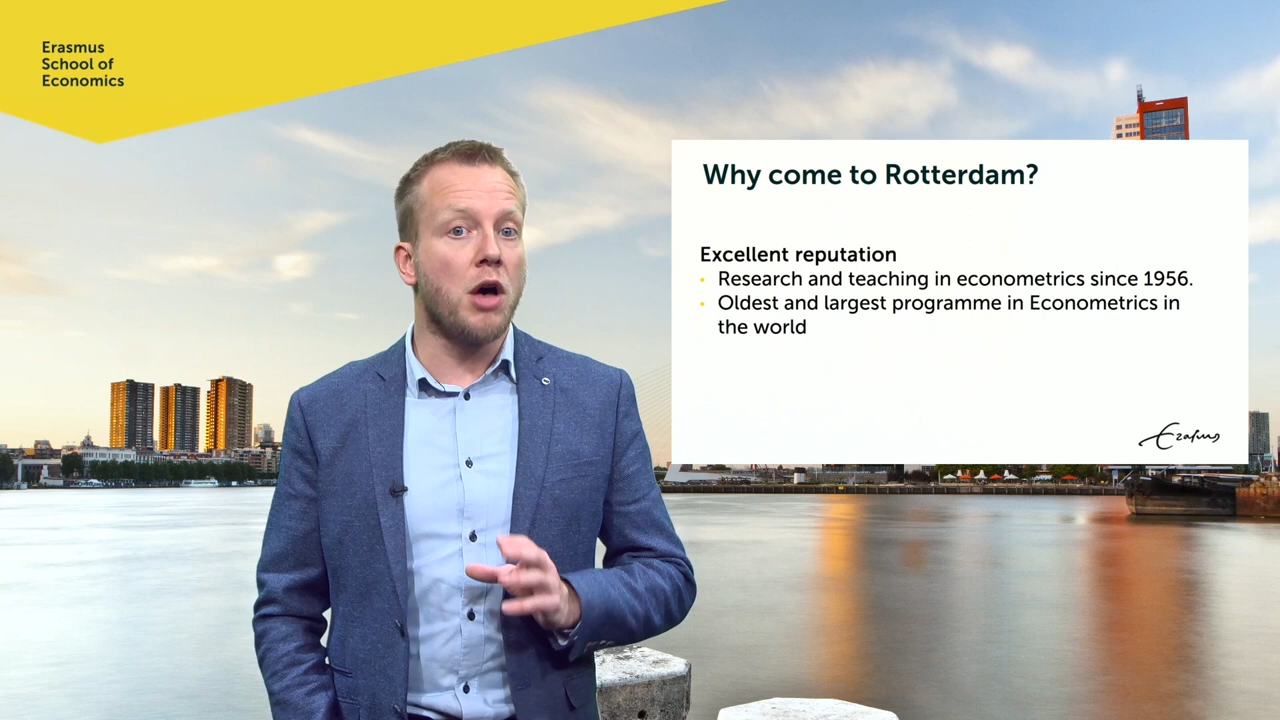 Erasmus
School of
Economics
Why come to Rotterdam?
Excellent reputation
• Research and teaching in econometrics since 1956.
• Oldest and largest programme in Econometrics in
the world
Erasmus